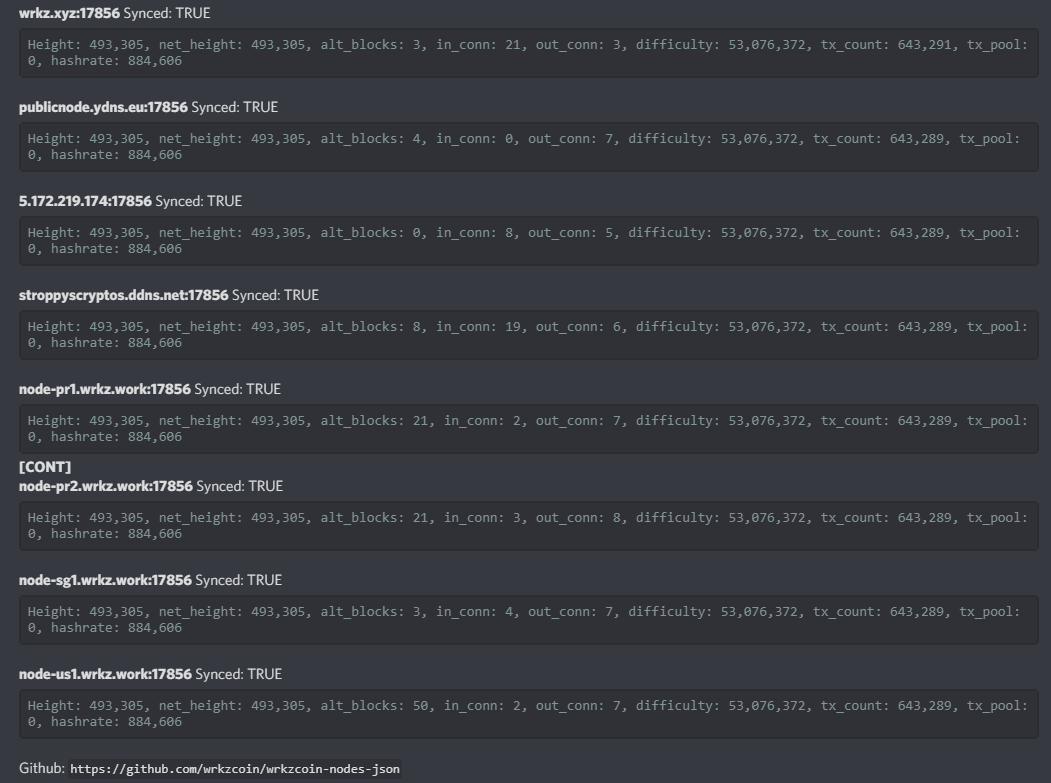 wrkz.xyz:17856 Synced: TRUE
Height: 493,305, net_height: 493,305, alt_blocks: 3, in_conn: 21, out_conn: 3, difficulty: 53,076,372, tx_count: 643,291, tx_pool:
0, hashrate: 884,606
publicnode.ydns.eu:17856 Synced: TRUE
Height: 493,305, net_height: 493,305, alt_blocks: 4, in_conn: 0, out_conn: 7, difficulty: 53,076,372, tx_count: 643,289, tx_pool:
0, hashrate: 884,606
5.172.219.174:17856 Synced: TRUE
Height: 493,305, net_height: 493,305, alt_blocks: 0, in_conn: 8, out_conn: 5, difficulty: 53,076,372, tx_count: 643,289, tx_pool:
0, hashrate: 884,606
stroppyscryptos.ddns.net:17856 Synced: TRUE
Height: 493,305, net_height: 493,305, alt_blocks: 8, in_conn: 19, out_conn: 6, difficulty: 53,076,372, tx_count: 643,289, tx_pool:
0, hashrate: 884,606
node-pr1.wrkz.work:17856 Synced: TRUE
Height: 493,305, net_height: 493,305, alt_blocks: 21, in_conn: 2, out_conn: 7, difficulty: 53,076,372, tx_count: 643,289, tx_pool:
0, hashrate: 884,606
[CONT]
node-pr2.wrkz.work:17856 Synced: TRUE
Height: 493,305, net_height: 493,305, alt_blocks: 21, in_conn: 3, out_conn: 8, difficulty: 53,076,372, tx_count: 643,289, tx_pool:
0, hashrate: 884,606
node-sg1.wrkz.work:17856 Synced: TRUE
Height: 493,305, net_height: 493,305, alt_blocks: 3, in_conn: 4, out_conn: 7, difficulty: 53,076,372, tx_count: 643,289, tx_pool:
0, hashrate: 884,606
node-us1.wrkz.work:17856 Synced: TRUE
Height: 493,305, net_height: 493,305, alt_blocks: 50, in_conn: 2, out_conn: 7, difficulty: 53,076,372, tx_count: 643,289, tx_pool:
0, hashrate: 884,606
Github: https://github.com/wrkzcoin/wrkzcoin-nodes-json